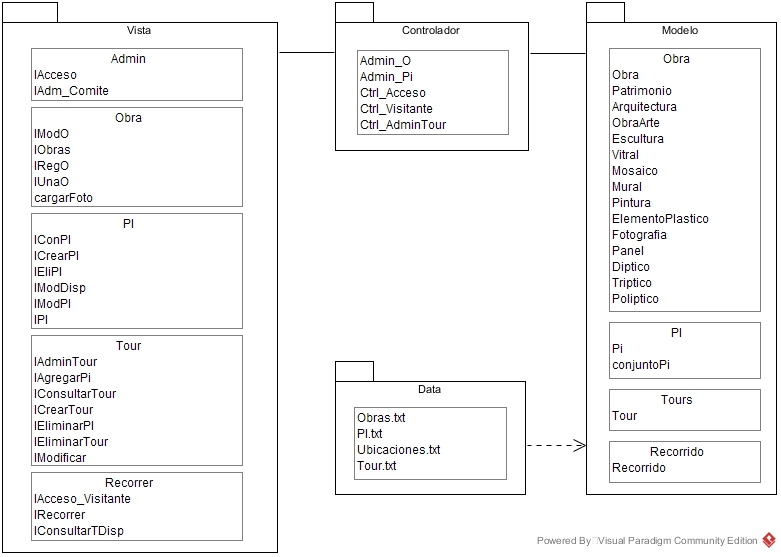 Vista
Admin
IAcceso
IAdm_Comite
Obra
IModO
IObras
IRegO
IUnaO
cargarFoto
PI
IConPI
ICrearPI
IEliPI
IModDisp
IModPI
IPI
Tour
IAdminTour
IAgregarPi
IConsultarTour
ICrearTour
IEliminarPI
IEliminarTour
IModificar
Recorrer
IAcceso_Visitante
IRecorrer
IConsultarTDisp
Controlador
Admin_O
Admin_Pi
Ctrl_Acceso
Ctrl_Visitante
Ctrl_AdminTour
Data
Obras.txt
PI.txt
Ubicaciones.txt
Tour.txt
Modelo
Obra
Obra
Patrimonio
Arquitectura
ObraArte
Escultura
Vitral
Mosaico
Mural
Pintura
ElementoPlastico
Fotografia
Panel
Diptico
Triptico
Poliptico
PI
Pi
conjuntoPi
Tours
Tour
Recorrido
Recorrido
Powered By Visual Paradigm Community Edition